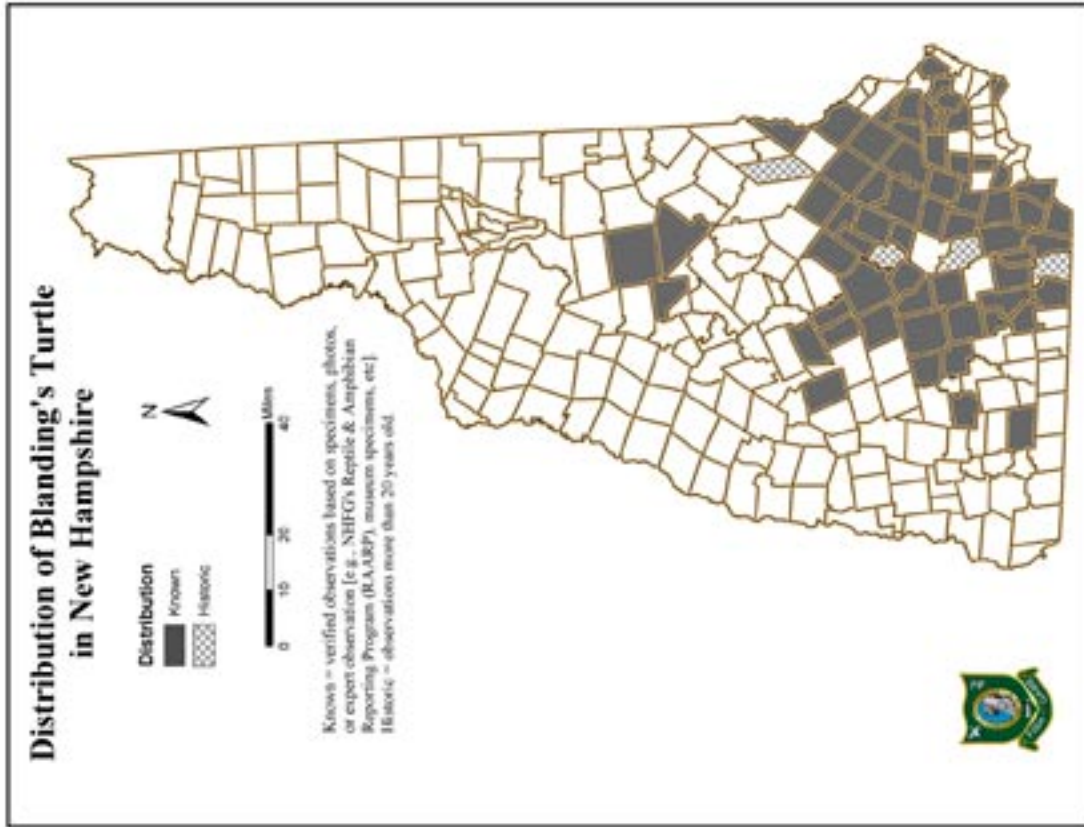 Distribution of Blanding's Turtle
in New Hampshire
N
Distribution
Known
Historic
0 10 20 40
Miles
Known = verified observations based on specimens, photos,
or expert observation [e.g., NHFG's Reptile & Amphibian
Reporting Program (RAARP), museum specimens, etc].
Historic = observations more than 20 years old.